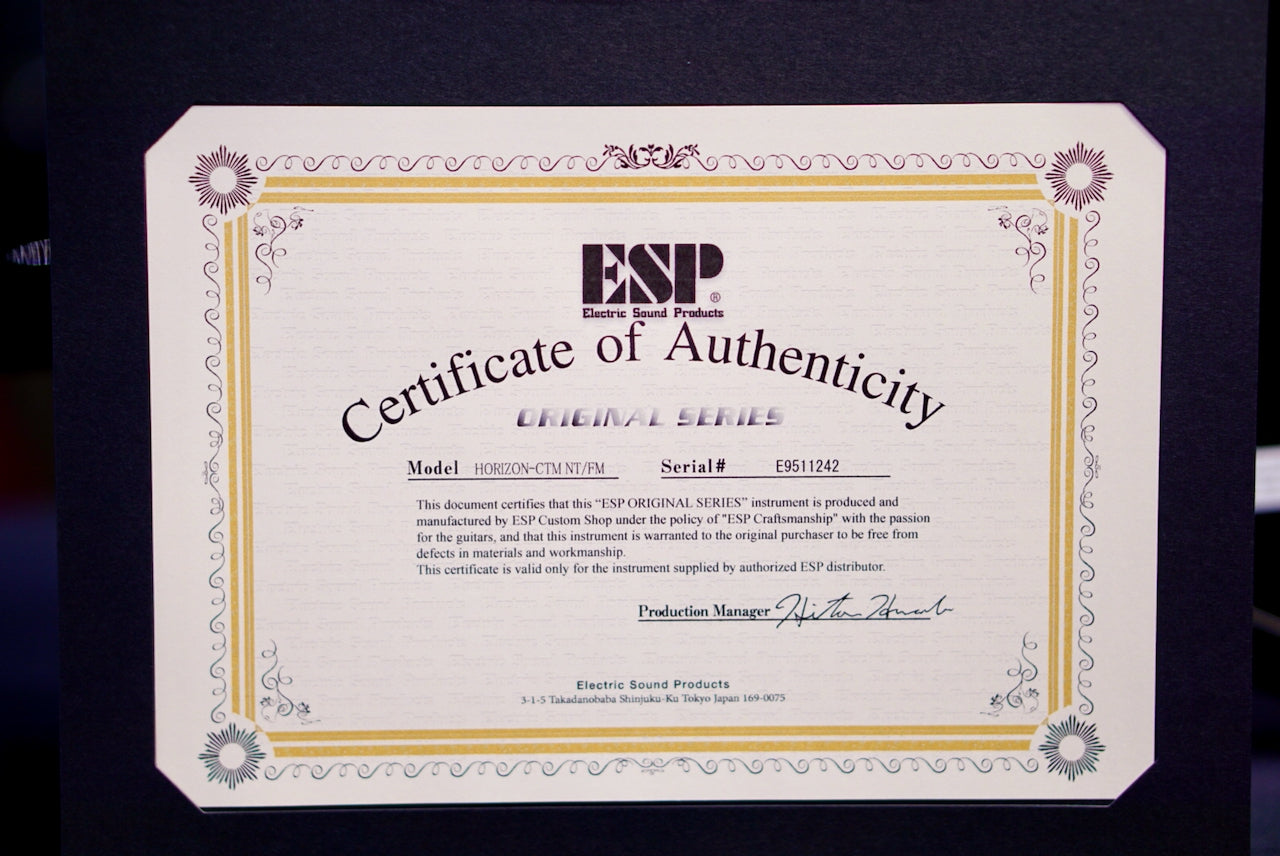 ESP®
Electric Sound Products
Certificate of Authenticity
ORIGINAL SERIES
Model HORIZON-CTM NT/FM Serial# E9511242
This document certifies that this “ESP ORIGINAL SERIES” instrument is produced and
manufactured by ESP Custom Shop under the policy of "ESP Craftsmanship" with the passion
for the guitars, and that this instrument is warranted to the original purchaser to be free from
defects in materials and workmanship.
This certificate is valid only for the instrument supplied by authorized ESP distributor.
Production Manager
Electric Sound Products
3-1-5 Takadanobaba Shinjuku-Ku Tokyo Japan 169-0075